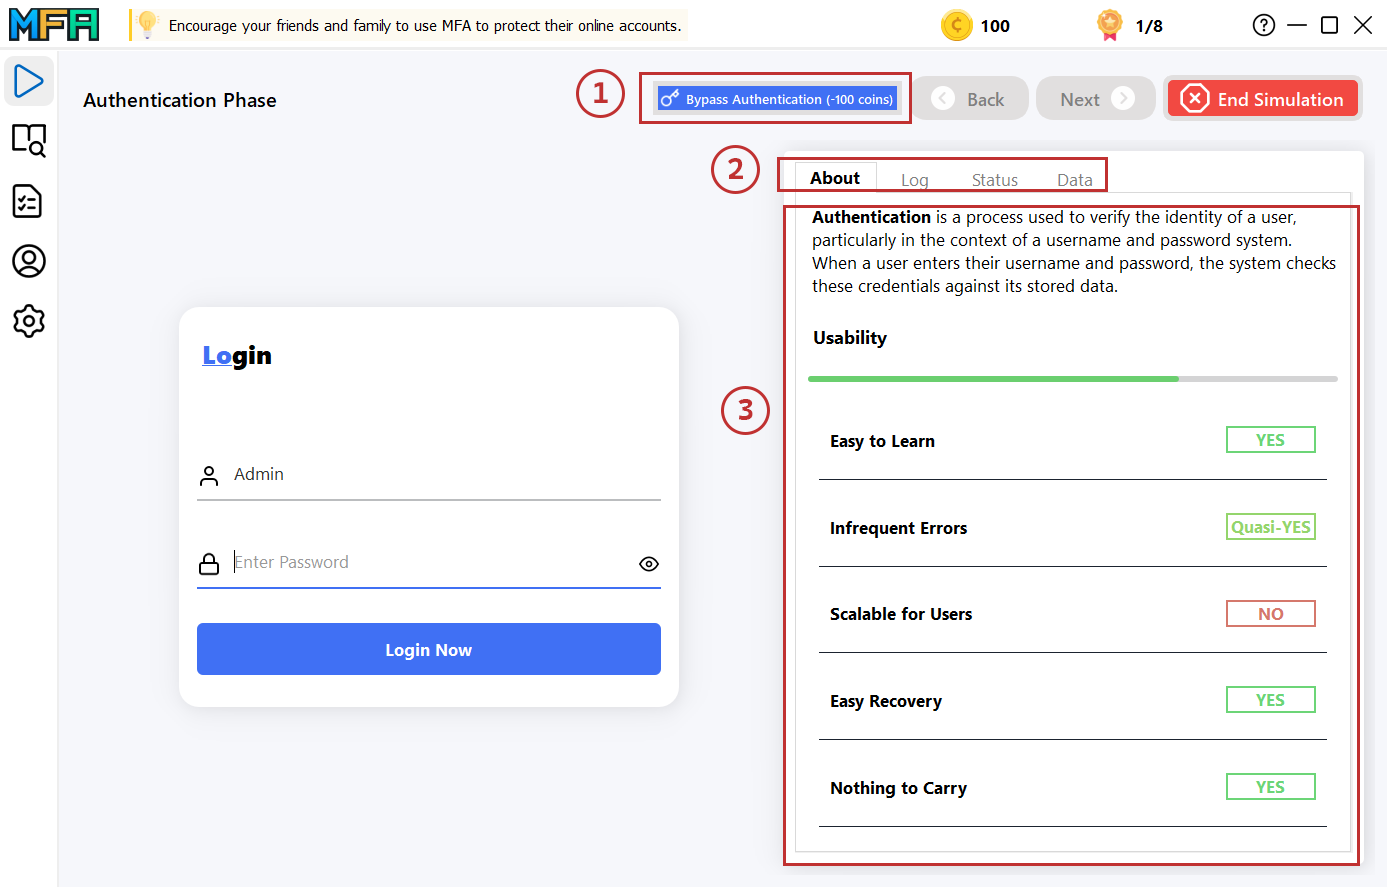 MFA
Encourage your friends and family to use MFA to protect their online accounts.
100
1/8
Authentication Phase
1
Bypass Authentication (-100 coins)
Back
Next
End Simulation
2
About
Log
Status
Data
Authentication is a process used to verify the identity of a user,
particularly in the context of a username and password system.
When a user enters their username and password, the system checks
these credentials against its stored data.
Usability
3
Easy to Learn
YES
Infrequent Errors
Quasi-YES
Scalable for Users
NO
Easy Recovery
YES
Nothing to Carry
YES
Login
Admin
Enter Password
Login Now